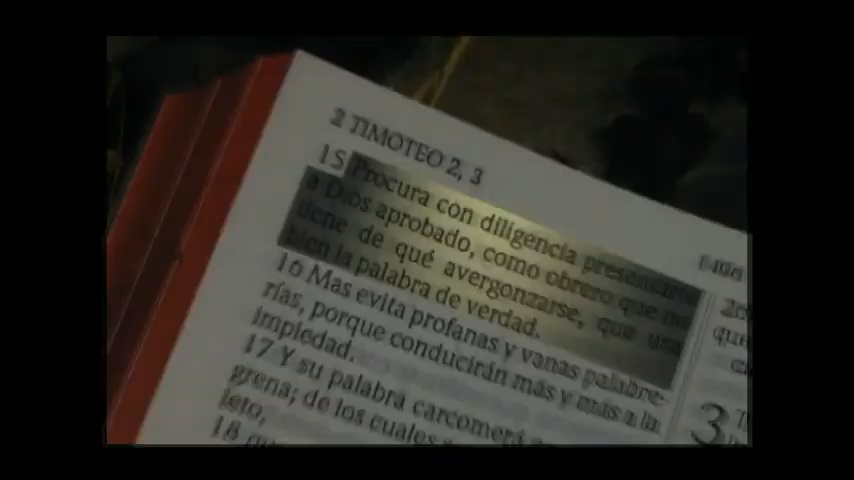 2 TIMOTEO 2, 3
15 Procura con diligencia presentarte
a Dios aprobado, como obrero que no
tiene de qué avergonzarse, que usa
bien la palabra de verdad.
16 Mas evita profanas y vanas palabre-
rías, porque conducirán más y más a la
impiedad.
17 Y su palabra carcomerá
grena; de los cuales
leto,
18
1498
que
3